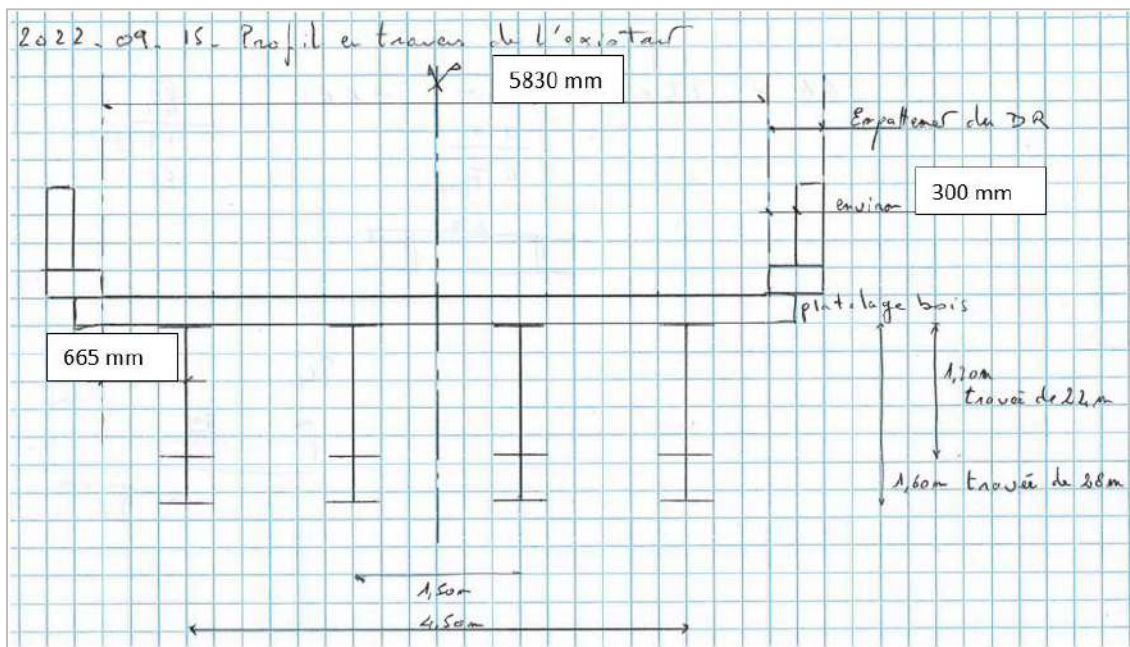 2022-09-15. Profil en travers de l'existant
5830 mm
Empattement du DR
environ 300 mm
platelage bois
665 mm
1,20m
travée de 22m
1,60m travée de 28m
1,50m
4,50m